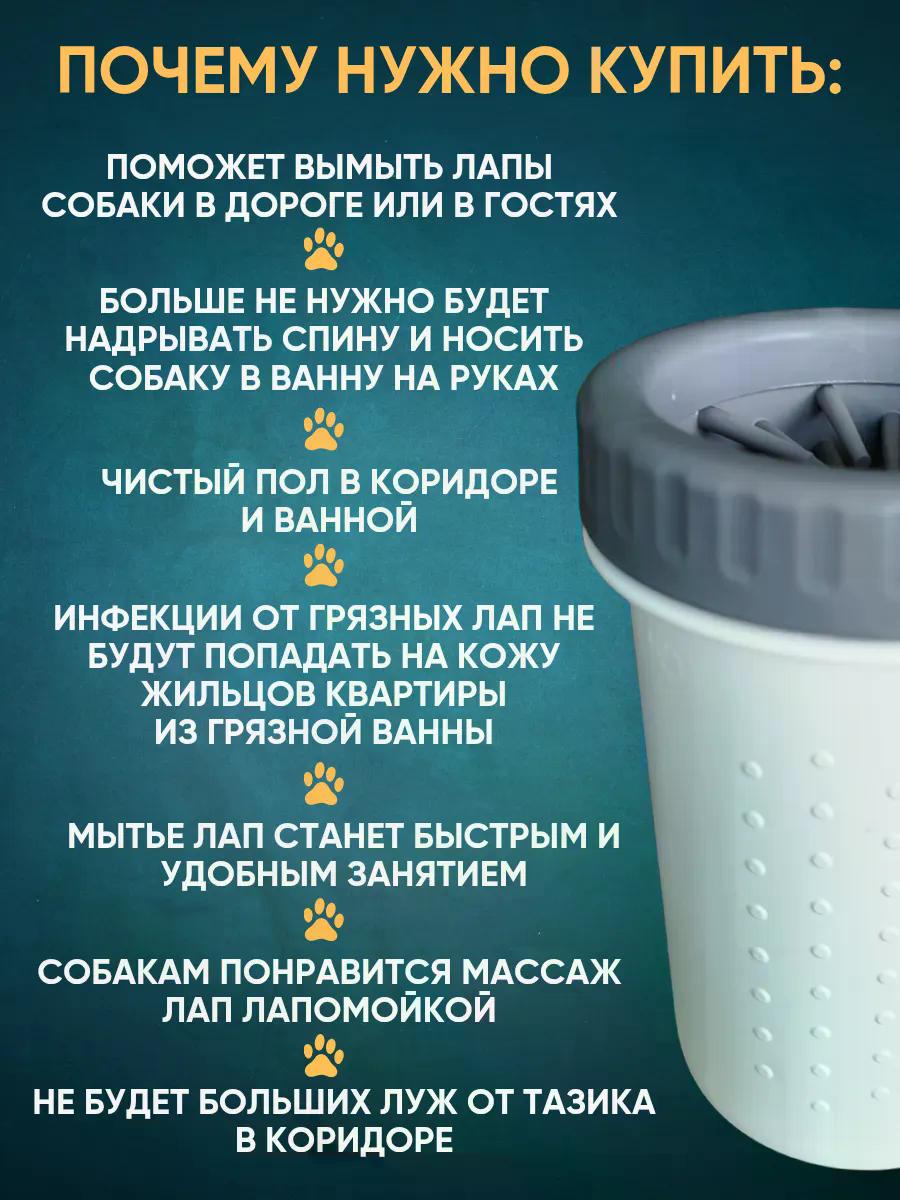 ПОЧЕМУ НУЖНО КУПИТЬ:
ПОМОЖЕТ ВЫМЫТЬ ЛАПЫ
СОБАКИ В ДОРОГЕ ИЛИ В ГОСТЯХ
БОЛЬШЕ НЕ НУЖНО БУДЕТ
НАДРЫВАТЬ СПИНУ И НОСИТЬ
СОБАКУ В ВАННУ НА РУКАХ
ЧИСТЫЙ ПОЛ В КОРИДОРЕ
И ВАННОЙ
ИНФЕКЦИИ ОТ ГРЯЗНЫХ ЛАП НЕ
БУДУТ ПОПАДАТЬ НА КОЖУ
ЖИЛЬЦОВ КВАРТИРЫ
ИЗ ГРЯЗНОЙ ВАННЫ
МЫТЬЕ ЛАП СТАНЕТ БЫСТРЫМ И
УДОБНЫМ ЗАНЯТИЕМ
СОБАКАМ ПОНРАВИТСЯ МАССАЖ
ЛАП ЛАПОМОЙКОЙ
НЕ БУДЕТ БОЛЬШИХ ЛУЖ ОТ ТАЗИКА
В КОРИДОРЕ